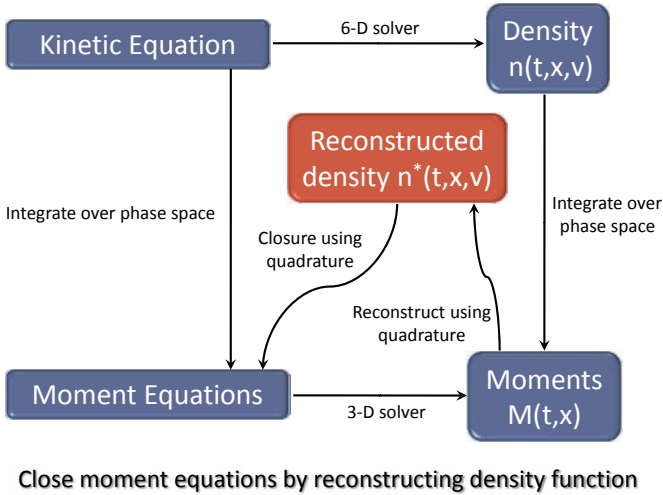 Kinetic Equation
6-D solver
Density
n(t,x,v)
Reconstructed
density n*(t,x,v)
Integrate over phase space
Integrate over
phase space
Closure using
quadrature
Reconstruct using
quadrature
Moment Equations
3-D solver
Moments
M(t,x)
Close moment equations by reconstructing density function